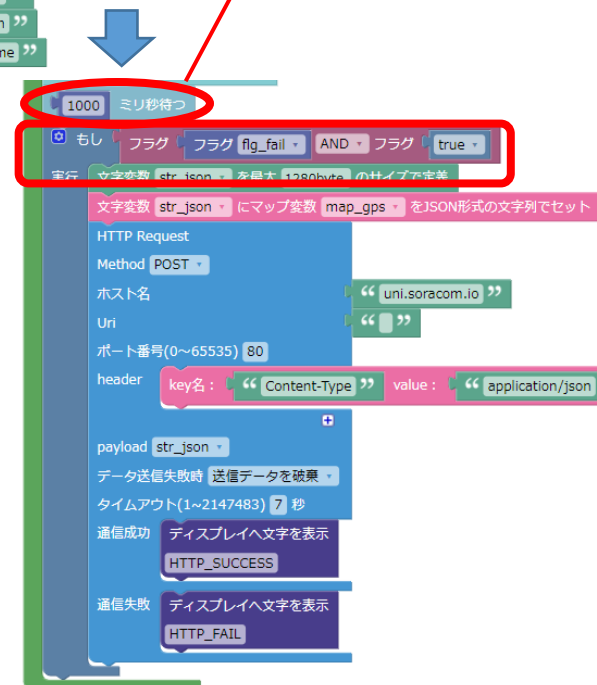 n ”
me ”
1000 ミリ秒待つ
もし フラグ フラグ flg_fail AND フラグ true
実行 文字変数 str_json を最大 1280byte のサイズで定義
文字変数 str_json にマップ変数 map_gps をJSON形式の文字列でセット
HTTP Request
Method POST
ホスト名 “ uni.soracom.io ”
Uri “ ”
ポート番号(0～65535) 80
header key名： “ Content-Type ” value： “ application/json
payload str_json
データ送信失敗時 送信データを破棄
タイムアウト(1~2147483) 7 秒
通信成功 ディスプレイへ文字を表示
HTTP_SUCCESS
通信失敗 ディスプレイへ文字を表示
HTTP_FAIL